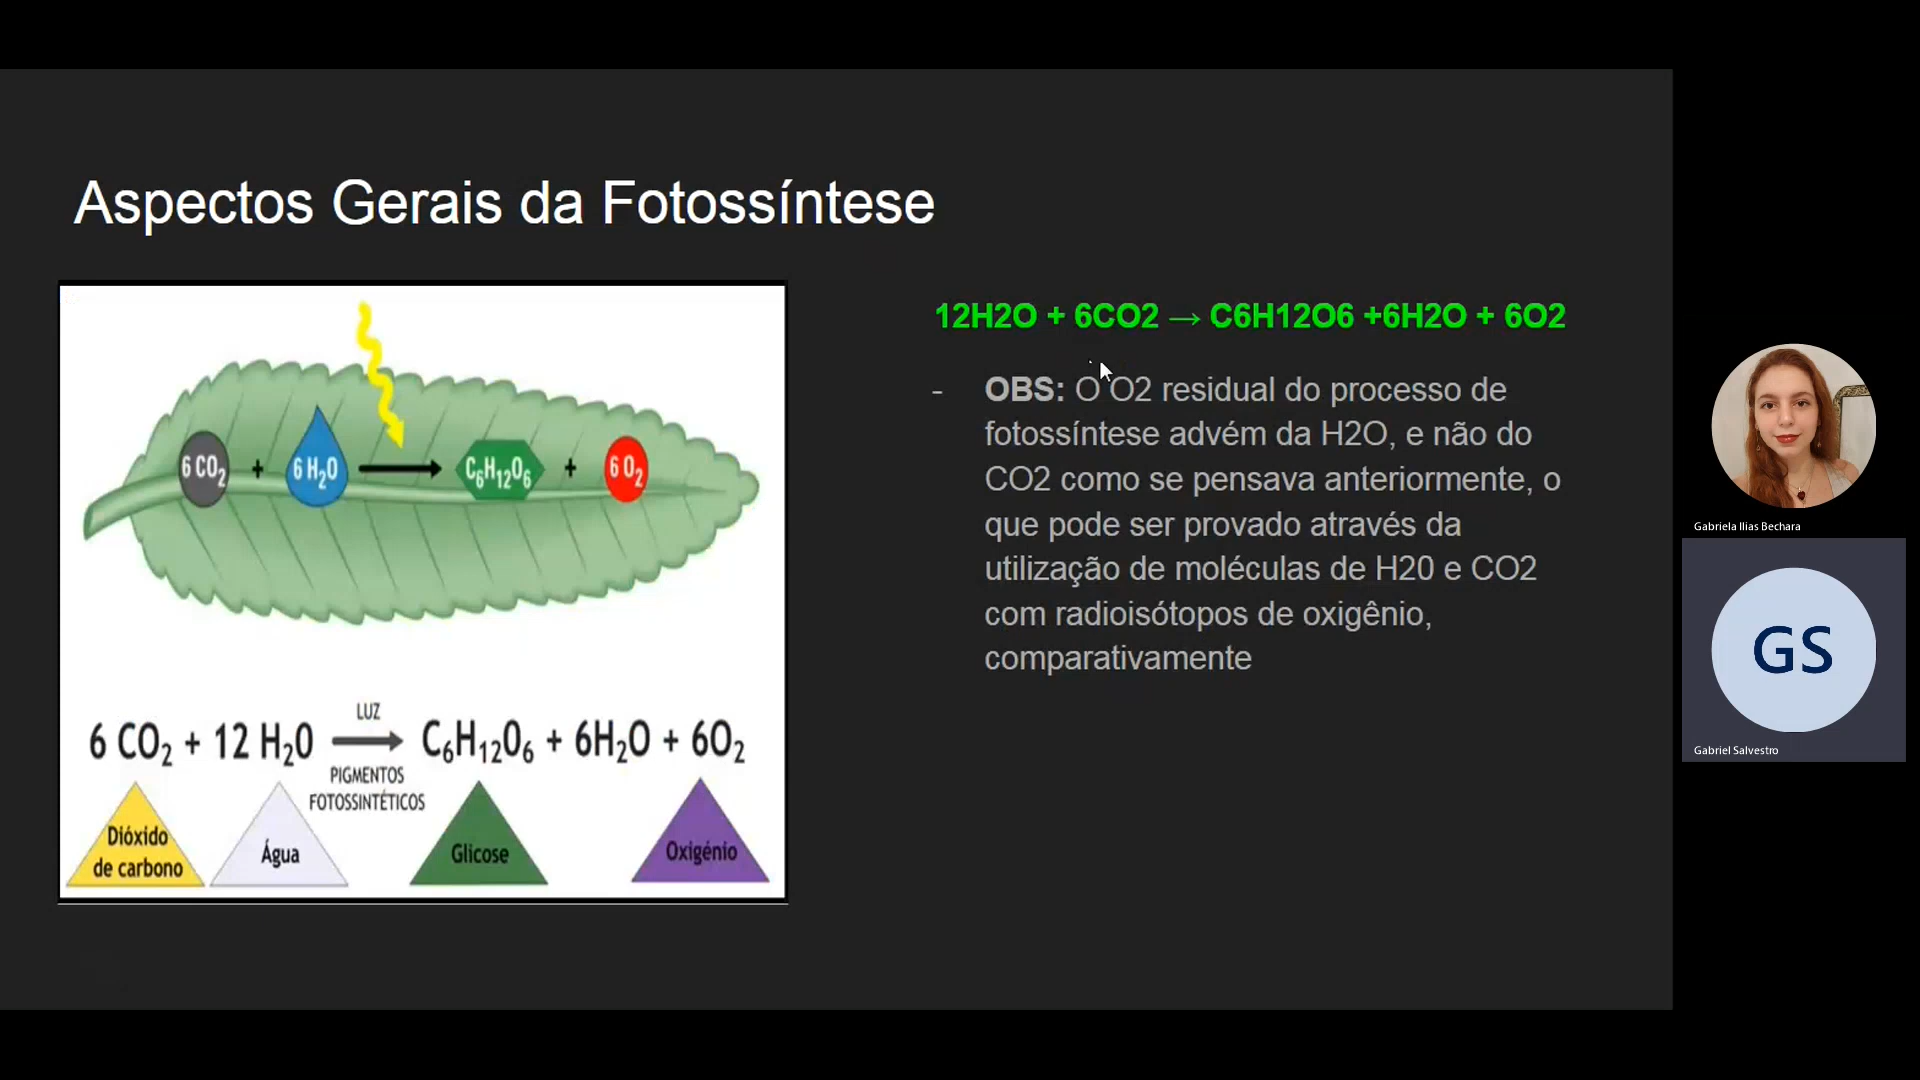 Aspectos Gerais da Fotossíntese
6 CO₂ + 6 H₂O C₆H₁₂O₆ + 6 O₂
LUZ
6 CO₂ + 12 H₂O → C₆H₁₂O₆ + 6H₂O + 6O₂
PIGMENTOS
FOTOSSINTÉTICOS
Dióxido
de carbono
Água
Glicose
Oxigénio
12H2O + 6CO2 → C6H12O6 +6H2O + 6O2
- OBS: O O2 residual do processo de
fotossíntese advém da H2O, e não do
CO2 como se pensava anteriormente, o
que pode ser provado através da
utilização de moléculas de H20 e CO2
com radioisótopos de oxigênio,
comparativamente
Gabriela Ilias Bechara
GS
Gabriel Salvestro